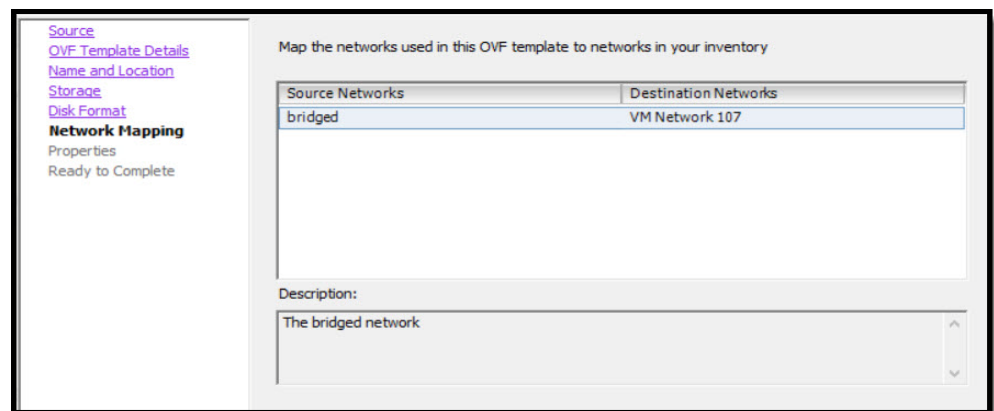 Source
OVF Template Details
Name and Location
Storage
Disk Format
Network Mapping
Properties
Ready to Complete
Map the networks used in this OVF template to networks in your inventory
Source Networks Destination Networks
bridged VM Network 107
Description:
The bridged network